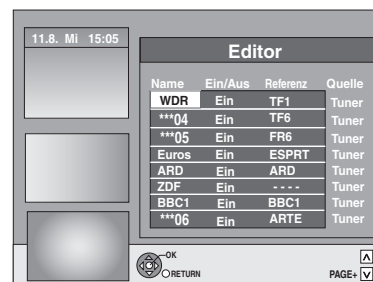 11.8. Mi 15:05
Editor
Name Ein/Aus Referenz Quelle
WDR Ein TF1 Tuner
***04 Ein TF6 Tuner
***05 Ein FR6 Tuner
Euros Ein ESPRT Tuner
ARD Ein ARD Tuner
ZDF Ein - - - - Tuner
BBC1 Ein BBC1 Tuner
***06 Ein ARTE Tuner
OK
RETURN
PAGE+